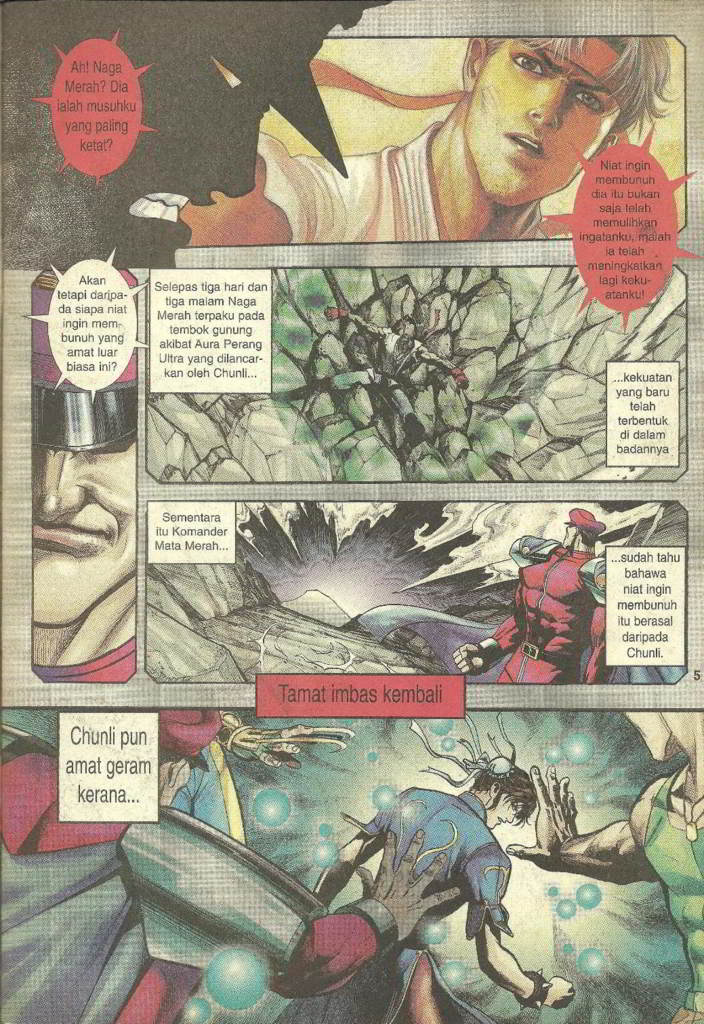 Ah! Naga
Merah? Dia
ialah musuhku
yang paling
ketat?
Niat ingin
membunuh
dia itu bukan
saja telah
memulihkan
ingatanku, malah
ia telah
meningkatkan
lagi keku-
atanku!
Akan
tetapi daripa-
da siapa niat
ingin mem-
bunuh yang
amat luar
biasa ini?
Selepas tiga hari dan
tiga malam Naga
Merah terpaku pada
tembok gunung
akibat Aura Perang
Ultra yang dilancar-
kan oleh Chunli...
...kekuatan
yang baru
telah
terbentuk
di dalam
badannya
Sementara
itu Komander
Mata Merah...
...sudah tahu
bahawa
niat ingin
membunuh
itu berasal
daripada
Chunli.
5
Tamat imbas kembali
Chunli pun
amat geram
kerana...